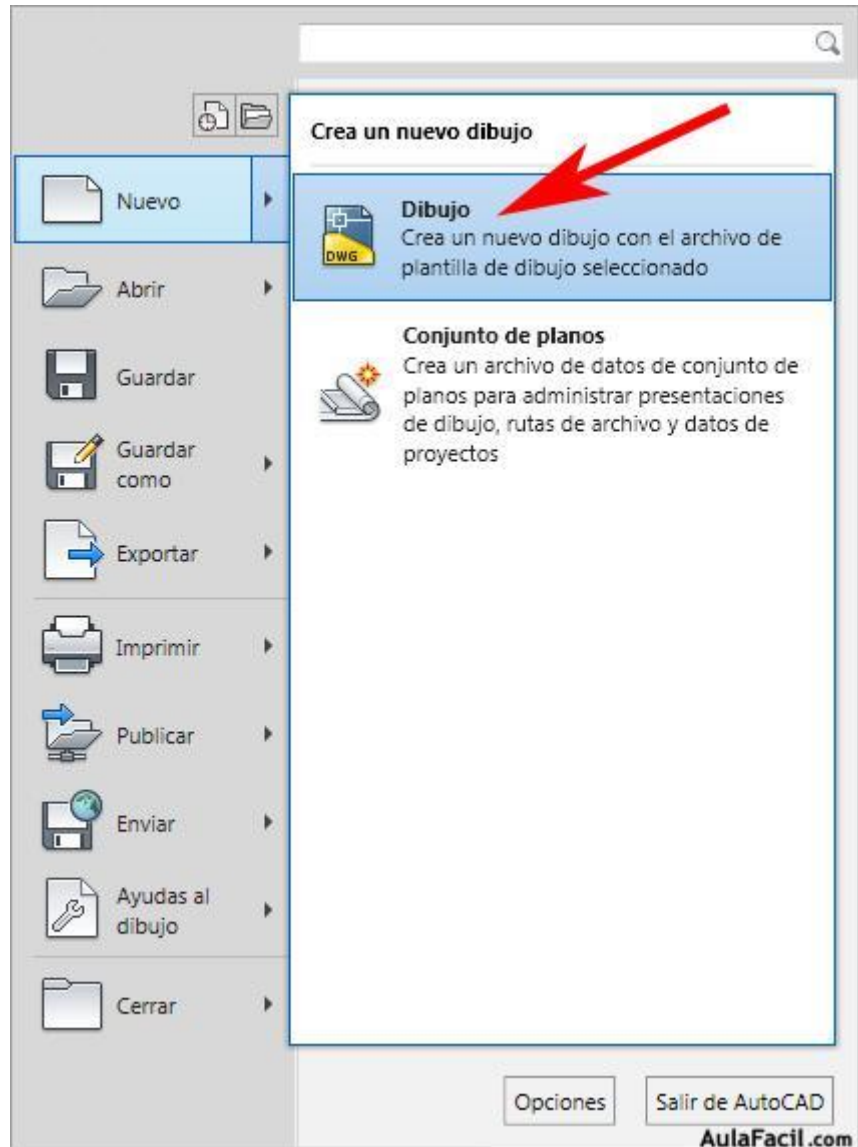 Crea un nuevo dibujo
Nuevo
Dibujo
Crea un nuevo dibujo con el archivo de
plantilla de dibujo seleccionado
DWG
Abrir
Conjunto de planos
Crea un archivo de datos de conjunto de
planos para administrar presentaciones
de dibujo, rutas de archivo y datos de
proyectos
Guardar
Guardar
como
Exportar
Imprimir
Publicar
Enviar
Ayudas al
dibujo
Cerrar
Opciones
Salir de AutoCAD
AulaFacil.com